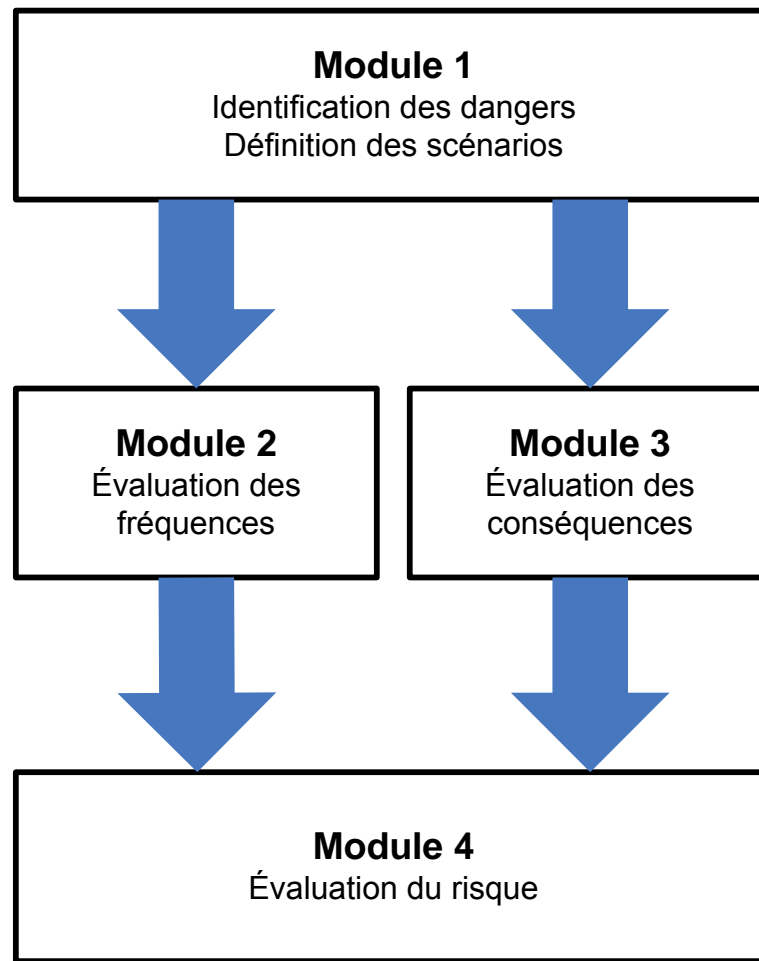 Module 1
Identification des dangers
Définition des scénarios
Module 2
Évaluation des
fréquences
Module 3
Évaluation des
conséquences
Module 4
Évaluation du risque